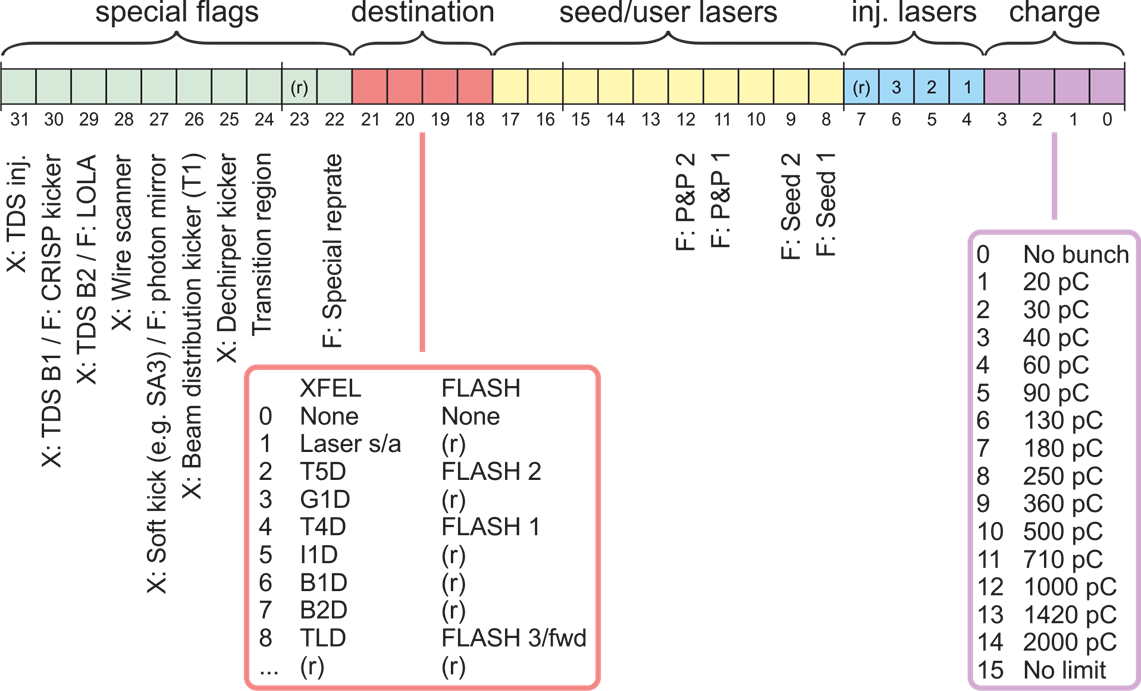 special flags destination seed/user lasers inj. lasers charge
(r) (r) 3 2 1
31 30 29 28 27 26 25 24 23 22 21 20 19 18 17 16 15 14 13 12 11 10 9 8 7 6 5 4 3 2 1 0
X: TDS inj.
X: TDS B1 / F: CRISP kicker
X: TDS B2 / F: LOLA
X: Wire scanner
X: Soft kick (e.g. SA3) / F: photon mirror
X: Beam distribution kicker (T1)
X: Dechirper kicker
Transition region
F: Special reprate
F: P&P 2
F: P&P 1
F: Seed 2
F: Seed 1
XFEL FLASH
0 None None
1 Laser s/a (r)
2 T5D FLASH 2
3 G1D (r)
4 T4D FLASH 1
5 I1D (r)
6 B1D (r)
7 B2D (r)
8 TLD FLASH 3/fwd
... (r) (r)
0 No bunch
1 20 pC
2 30 pC
3 40 pC
4 60 pC
5 90 pC
6 130 pC
7 180 pC
8 250 pC
9 360 pC
10 500 pC
11 710 pC
12 1000 pC
13 1420 pC
14 2000 pC
15 No limit